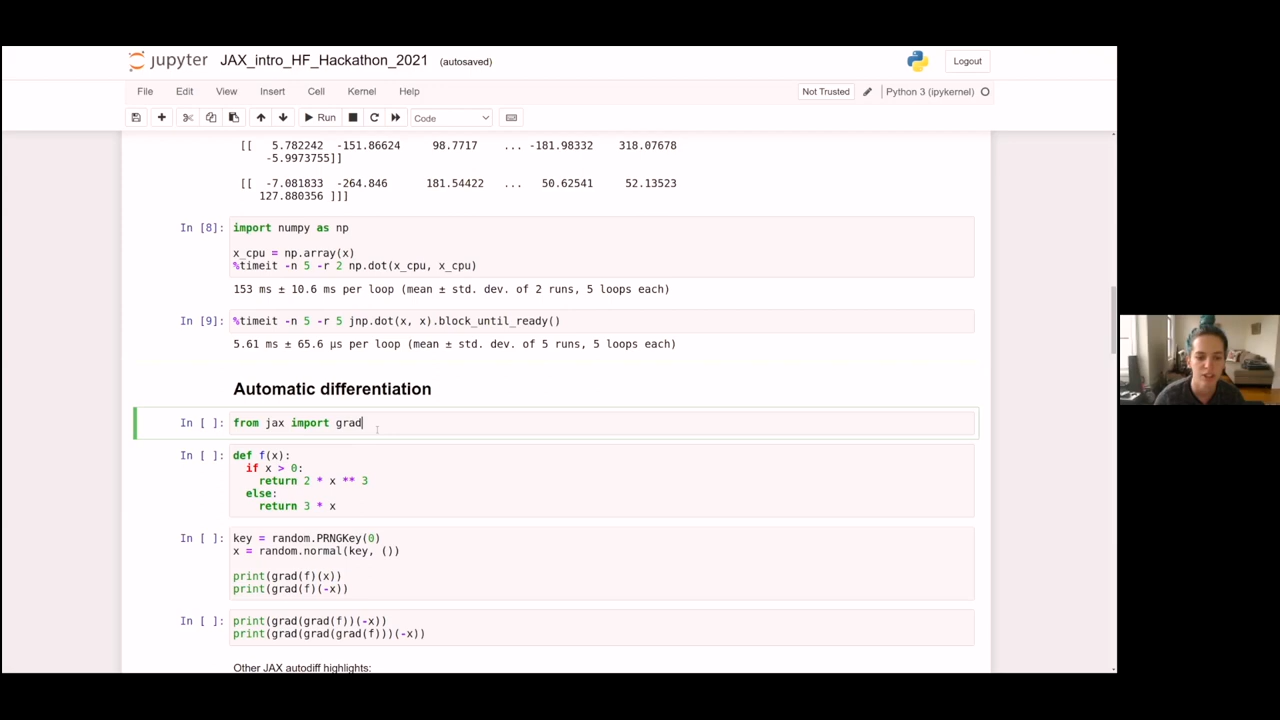 jupyter JAX_intro_HF_Hackathon_2021 (autosaved) Logout
File Edit View Insert Cell Kernel Help Not Trusted Python 3 (ipykernel)
Run Code
[[ 5.782242 -151.86624 98.7717 ... -181.98332 318.07678
-5.9973755]]
[[ -7.081833 -264.846 181.54422 ... 50.62541 52.13523
127.880356 ]]]
In [8]: import numpy as np
x_cpu = np.array(x)
%timeit -n 5 -r 2 np.dot(x_cpu, x_cpu)
153 ms ± 10.6 ms per loop (mean ± std. dev. of 2 runs, 5 loops each)
In [9]: %timeit -n 5 -r 5 jnp.dot(x, x).block_until_ready()
5.61 ms ± 65.6 µs per loop (mean ± std. dev. of 5 runs, 5 loops each)
Automatic differentiation
In [ ]: from jax import grad
In [ ]: def f(x):
if x > 0:
return 2 * x ** 3
else:
return 3 * x
In [ ]: key = random.PRNGKey(0)
x = random.normal(key, ())
print(grad(f)(x))
print(grad(f)(-x))
In [ ]: print(grad(grad(f))(-x))
print(grad(grad(grad(f)))(-x))
Other JAX autodiff highlights: